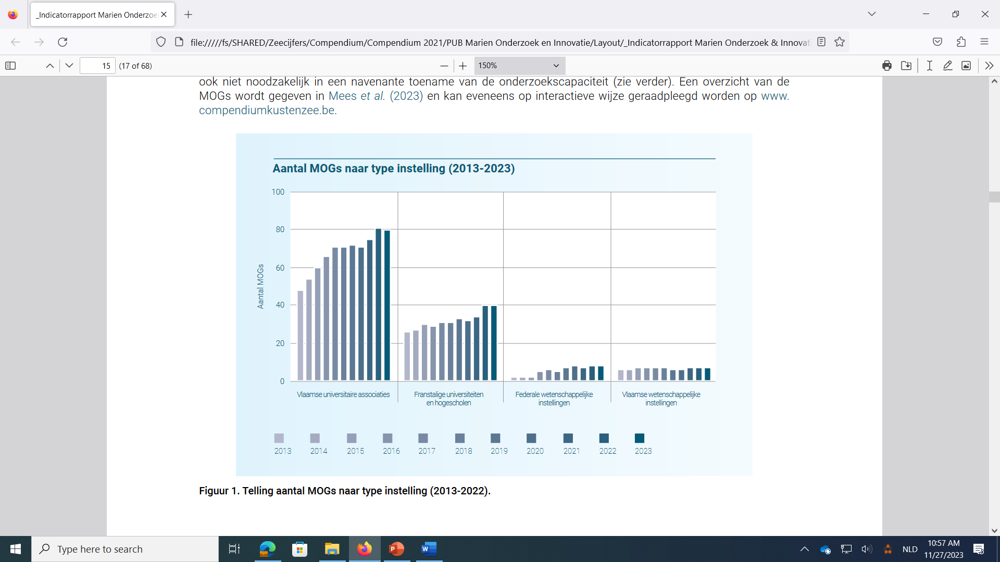 _Indicatorrapport Marien Onderzoe
file://///fs/SHARED/Zeecijfers/Compendium/Compendium 2021/PUB Marien Onderzoek en Innovatie/Layout/_Indicatorrapport Marien Onderzoek & Innovat
15 (17 of 68) 150%
ook niet noodzakelijk in een navenante toename van de onderzoekscapaciteit (zie verder). Een overzicht van de
MOGs wordt gegeven in Mees et al. (2023) en kan eveneens op interactieve wijze geraadpleegd worden op www.
compendiumkustenzee.be.
Aantal MOGs naar type instelling (2013-2023)
Aantal MOGs
100
80
60
40
20
0
Vlaamse universitaire associaties
Franstalige universiteiten
en hogescholen
Federale wetenschappelijke
instellingen
Vlaamse wetenschappelijke
instellingen
2013 2014 2015 2016 2017 2018 2019 2020 2021 2022 2023
Figuur 1. Telling aantal MOGs naar type instelling (2013-2022).
Type here to search
NLD
10:57 AM
11/27/2023